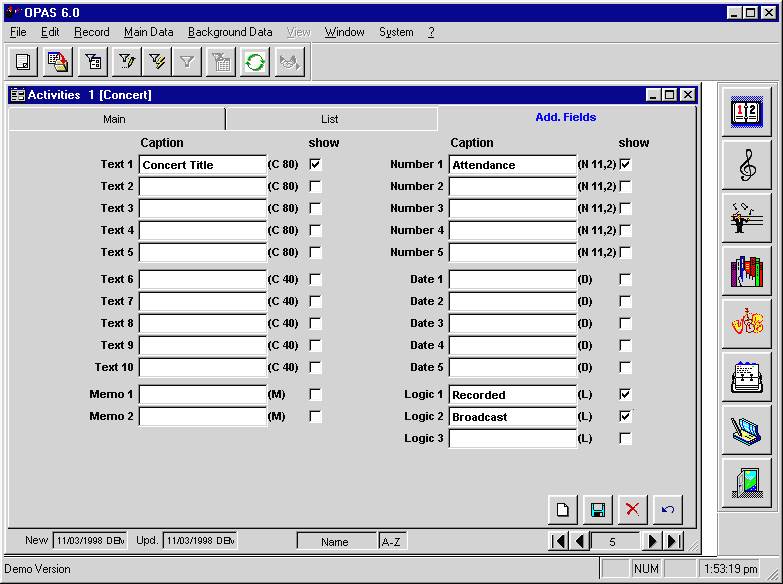 OPAS 6.0
File Edit Record Main Data Background Data View Window System ?
Activities 1 [Concert]
Main List Add. Fields
Caption show Caption show
Text 1 Concert Title (C 80) Number 1 Attendance (N 11,2)
Text 2 (C 80) Number 2 (N 11,2)
Text 3 (C 80) Number 3 (N 11,2)
Text 4 (C 80) Number 4 (N 11,2)
Text 5 (C 80) Number 5 (N 11,2)
Text 6 (C 40) Date 1 (D)
Text 7 (C 40) Date 2 (D)
Text 8 (C 40) Date 3 (D)
Text 9 (C 40) Date 4 (D)
Text 10 (C 40) Date 5 (D)
Memo 1 (M) Logic 1 Recorded (L)
Memo 2 (M) Logic 2 Broadcast (L)
Logic 3 (L)
New 11/03/1998 Upd. 11/03/1998 Name A-Z 5
Demo Version NUM 1:53:19 pm